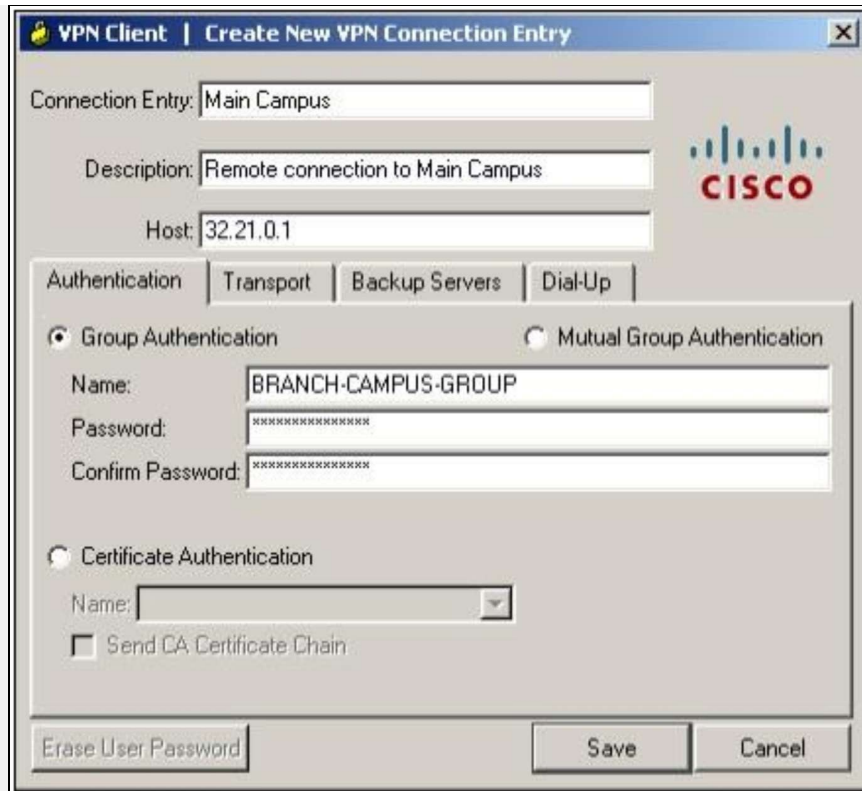 VPN Client | Create New VPN Connection Entry
Connection Entry: Main Campus
Description: Remote connection to Main Campus
Host: 32.21.0.1
CISCO
Authentication Transport Backup Servers Dial-Up
Group Authentication Mutual Group Authentication
Name: BRANCH-CAMPUS-GROUP
Password: ***************
Confirm Password: ***************
Certificate Authentication
Name:
Send CA Certificate Chain
Erase User Password Save Cancel